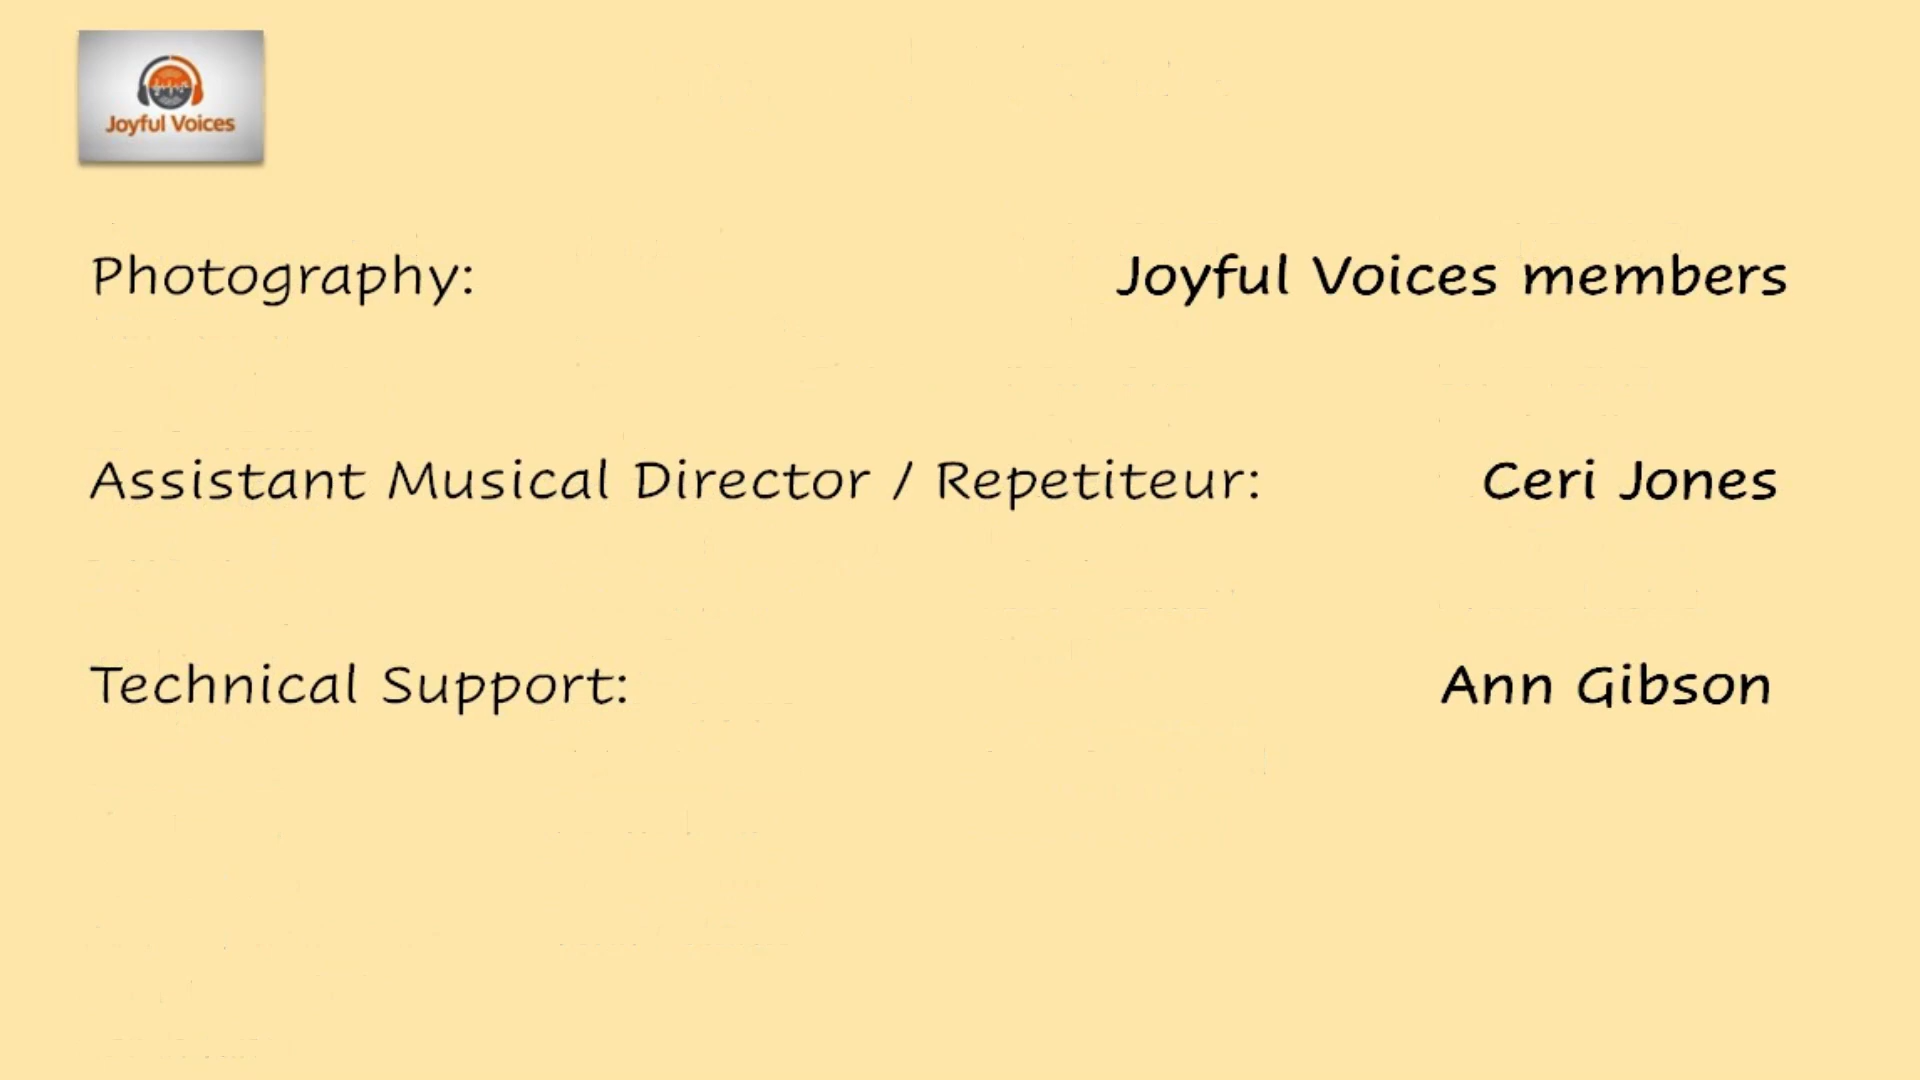 Joyful Voices
Photography: Joyful Voices members
Assistant Musical Director / Repetiteur: Ceri Jones
Technical Support: Ann Gibson